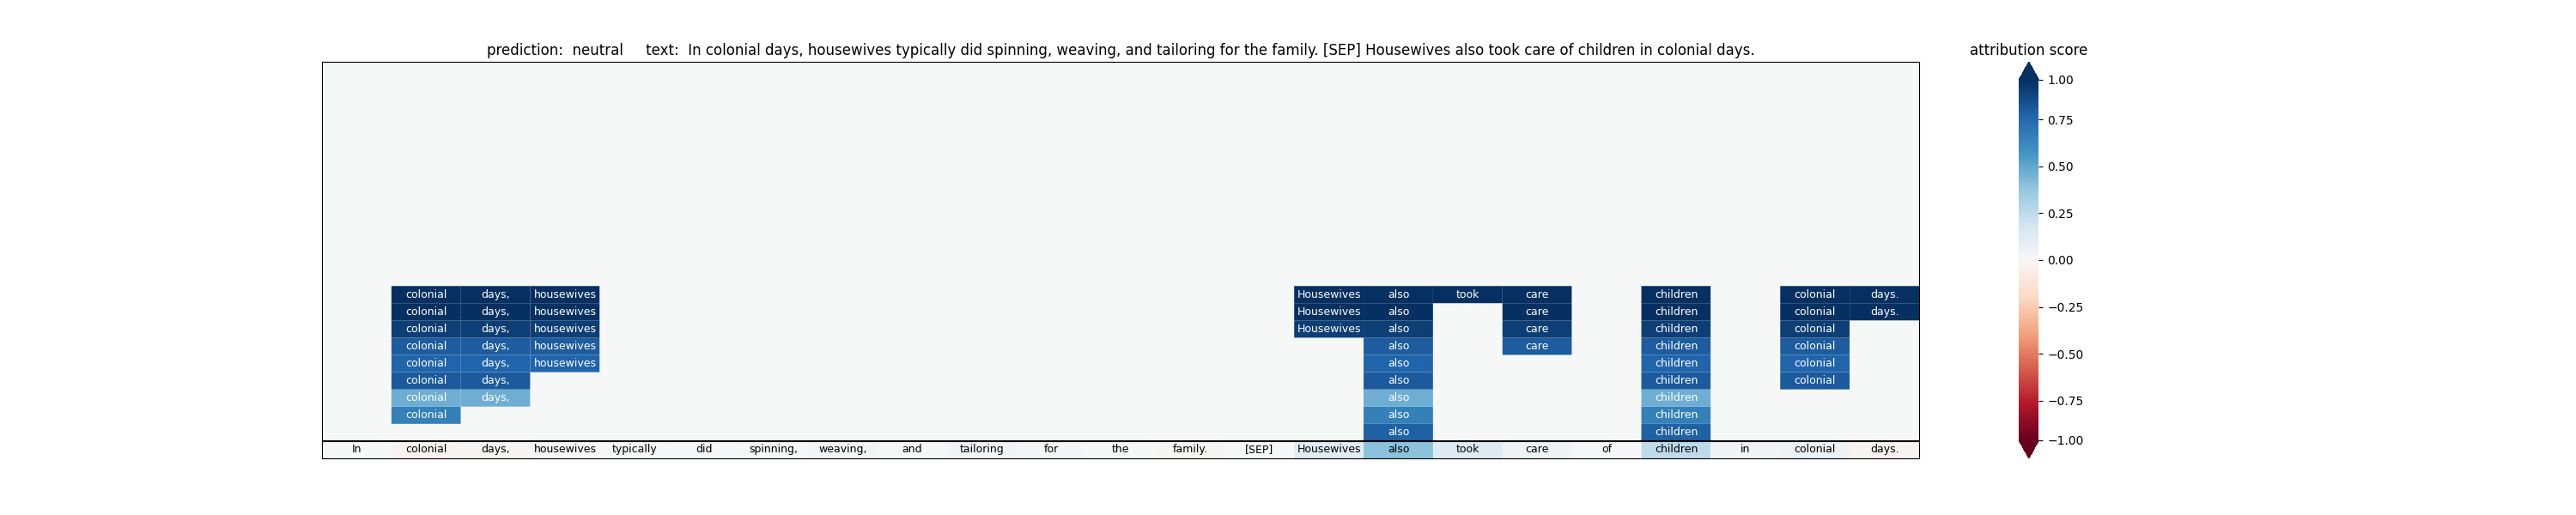 prediction:  neutral     text:  In colonial days, housewives typically did spinning, weaving, and tailoring for the family. [SEP] Housewives also took care of children in colonial days.
attribution score
colonial days, housewives Housewives also took care children colonial days.
colonial days, housewives Housewives also care children colonial days.
colonial days, housewives Housewives also care children colonial
colonial days, housewives also care children colonial
colonial days, housewives also children colonial
colonial days, also children colonial
colonial days, also children
colonial also children
also children
In colonial days, housewives typically did spinning, weaving, and tailoring for the family. [SEP] Housewives also took care of children in colonial days.
1.00
0.75
0.50
0.25
0.00
−0.25
−0.50
−0.75
−1.00